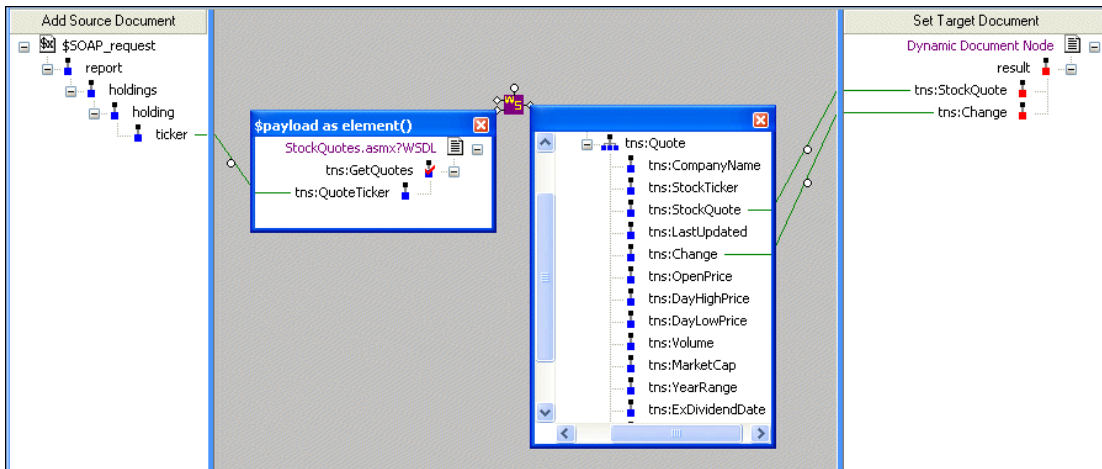 Add Source Document
$x
$SOAP_request
report
holdings
holding
ticker
WS
$payload as element()
StockQuotes.asmx?WSDL
tns:GetQuotes
tns:QuoteTicker
tns:Quote
tns:CompanyName
tns:StockTicker
tns:StockQuote
tns:LastUpdated
tns:Change
tns:OpenPrice
tns:DayHighPrice
tns:DayLowPrice
tns:Volume
tns:MarketCap
tns:YearRange
tns:ExDividendDate
Set Target Document
Dynamic Document Node
result
tns:StockQuote
tns:Change